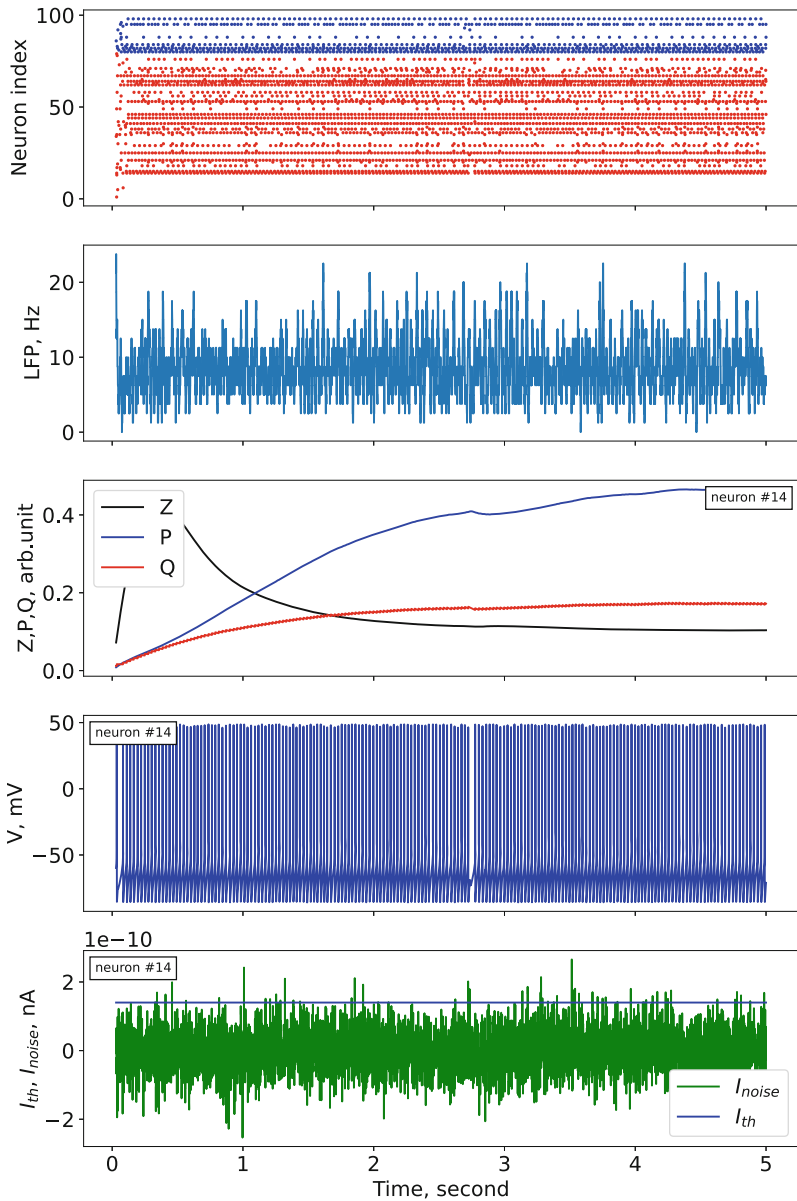 100
50
0
Neuron index
20
10
0
LFP, Hz
0.4
0.2
0.0
Z,P,Q, arb.unit
Z
P
Q
neuron #14
50
0
−50
V, mV
neuron #14
1e−10
2
0
−2
I_th, I_noise, nA
neuron #14
I_noise
I_th
0 1 2 3 4 5
Time, second